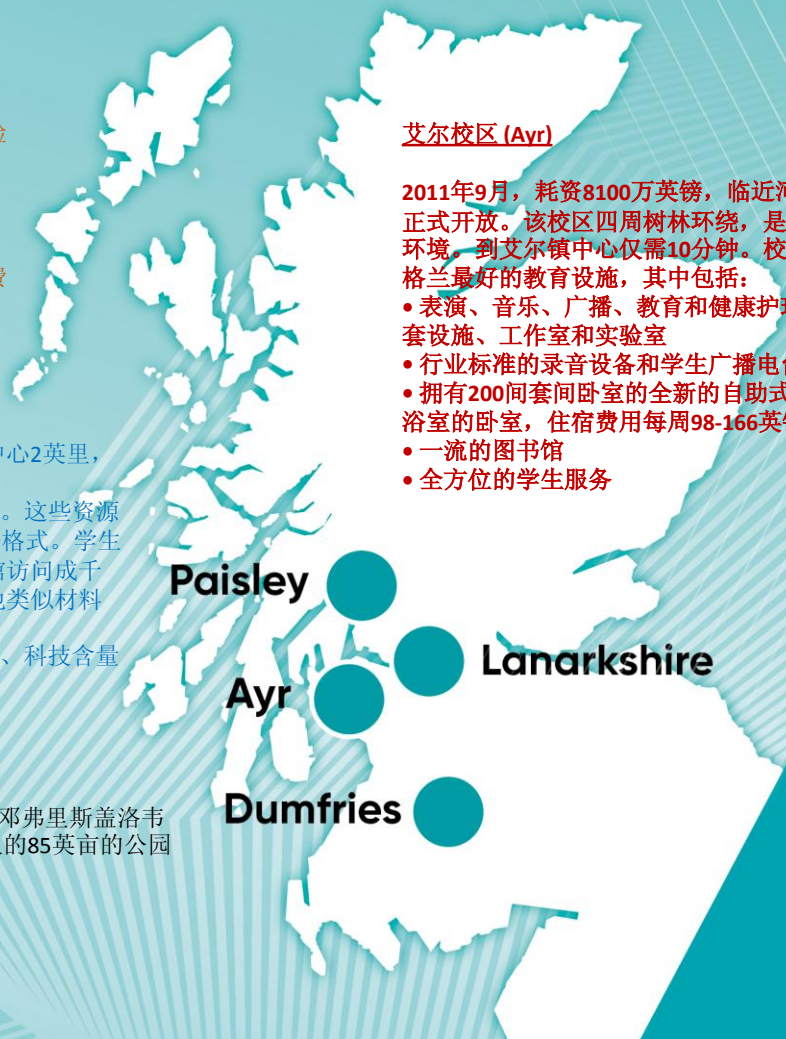 艾尔校区 (Ayr)
2011年9月，耗资8100万英镑，临近河
正式开放。该校区四周树林环绕，是
环境。到艾尔镇中心仅需10分钟。校
格兰最好的教育设施，其中包括：
• 表演、音乐、广播、教育和健康护理
套设施、工作室和实验室
• 行业标准的录音设备和学生广播电台
• 拥有200间套间卧室的全新的自助式
浴室的卧室，住宿费用每周98-166英镑
• 一流的图书馆
• 全方位的学生服务
费
中心2英里，
。这些资源
格式。学生
馆访问成千
他类似材料
、科技含量
邓弗里斯盖洛韦
的85英亩的公园
Paisley
Lanarkshire
Ayr
Dumfries